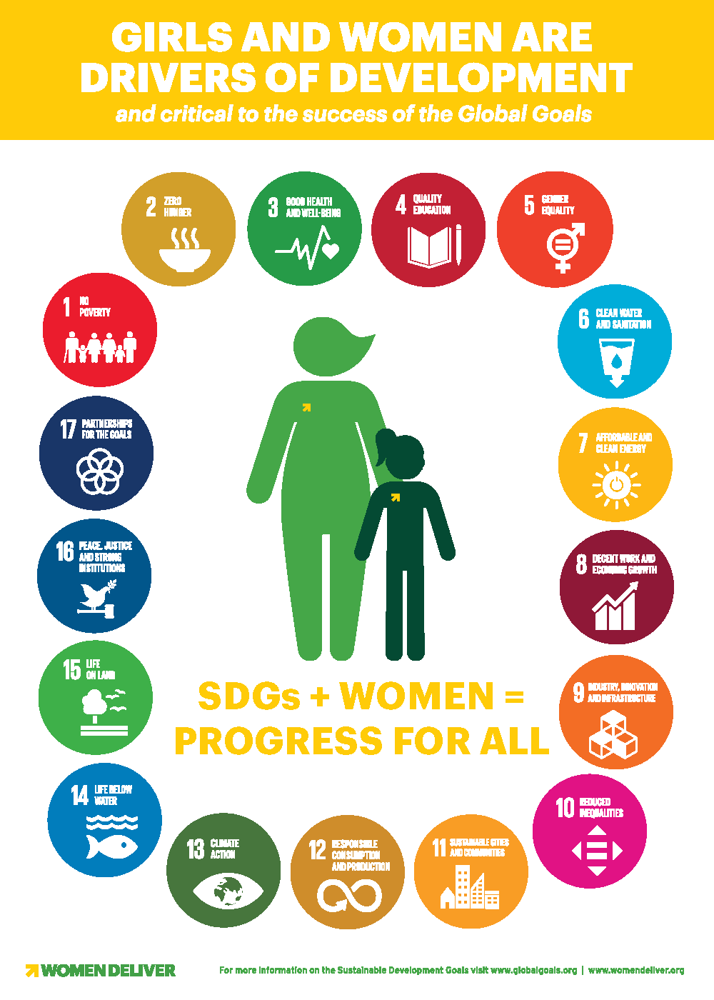 GIRLS AND WOMEN ARE
DRIVERS OF DEVELOPMENT
and critical to the success of the Global Goals
2 ZERO
HUNGER
3 GOOD HEALTH
AND WELL-BEING
4 QUALITY
EDUCATION
5 GENDER
EQUALITY
1 NO
POVERTY
6 CLEAN WATER
AND SANITATION
17 PARTNERSHIPS
FOR THE GOALS
7 AFFORDABLE AND
CLEAN ENERGY
16 PEACE, JUSTICE
AND STRONG
INSTITUTIONS
8 DECENT WORK AND
ECONOMIC GROWTH
15 LIFE
ON LAND
9 INDUSTRY, INNOVATION
AND INFRASTRUCTURE
SDGs + WOMEN =
PROGRESS FOR ALL
14 LIFE BELOW
WATER
10 REDUCED
INEQUALITIES
13 CLIMATE
ACTION
12 RESPONSIBLE
CONSUMPTION
AND PRODUCTION
11 SUSTAINABLE CITIES
AND COMMUNITIES
WOMEN DELIVER
For more information on the Sustainable Development Goals visit www.globalgoals.org | www.womendeliver.org